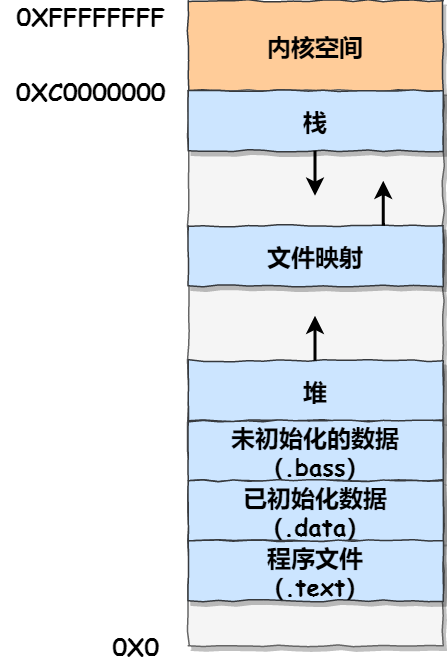 0XFFFFFFFF
内核空间
0XC0000000
栈
文件映射
堆
未初始化的数据
(.bass)
已初始化数据
(.data)
程序文件
(.text)
0X0